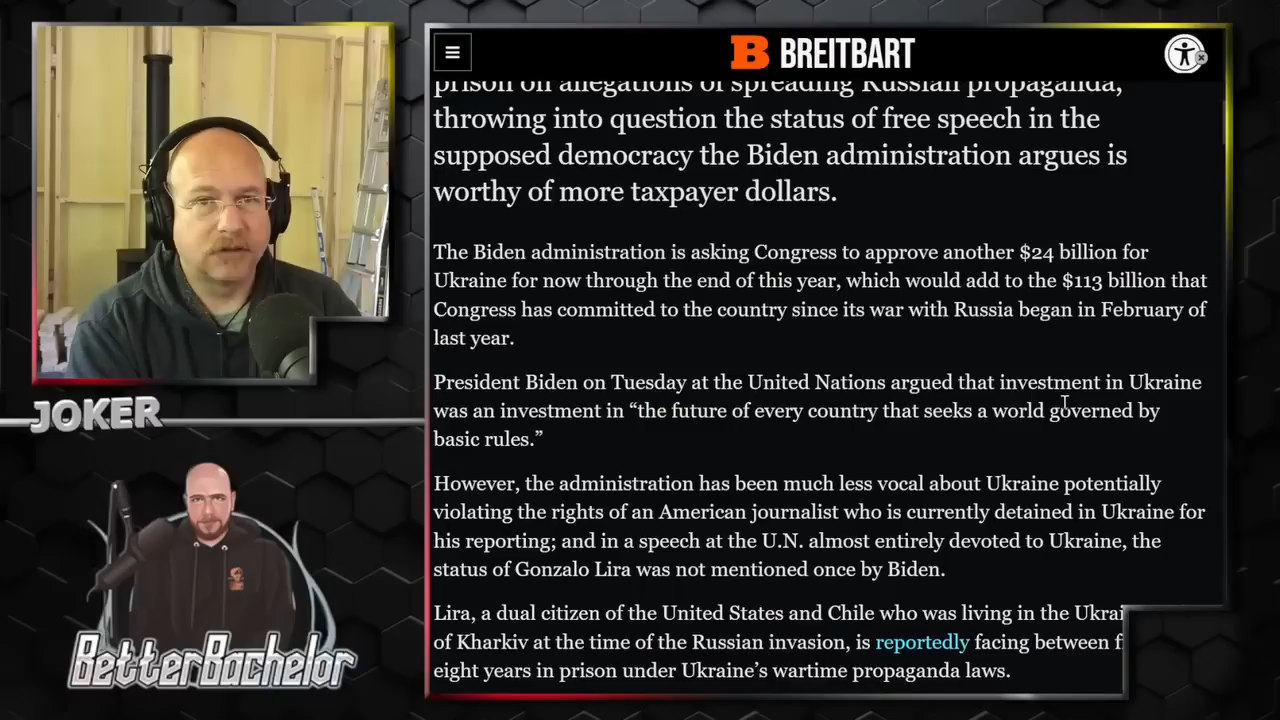 B BREITBART
prison on allegations of spreading Russian propaganda,
throwing into question the status of free speech in the
supposed democracy the Biden administration argues is
worthy of more taxpayer dollars.
The Biden administration is asking Congress to approve another $24 billion for
Ukraine for now through the end of this year, which would add to the $113 billion that
Congress has committed to the country since its war with Russia began in February of
last year.
President Biden on Tuesday at the United Nations argued that investment in Ukraine
was an investment in “the future of every country that seeks a world governed by
basic rules.”
However, the administration has been much less vocal about Ukraine potentially
violating the rights of an American journalist who is currently detained in Ukraine for
his reporting; and in a speech at the U.N. almost entirely devoted to Ukraine, the
status of Gonzalo Lira was not mentioned once by Biden.
Lira, a dual citizen of the United States and Chile who was living in the Ukrai
of Kharkiv at the time of the Russian invasion, is reportedly facing between
eight years in prison under Ukraine’s wartime propaganda laws.
JOKER
BetterBachelor